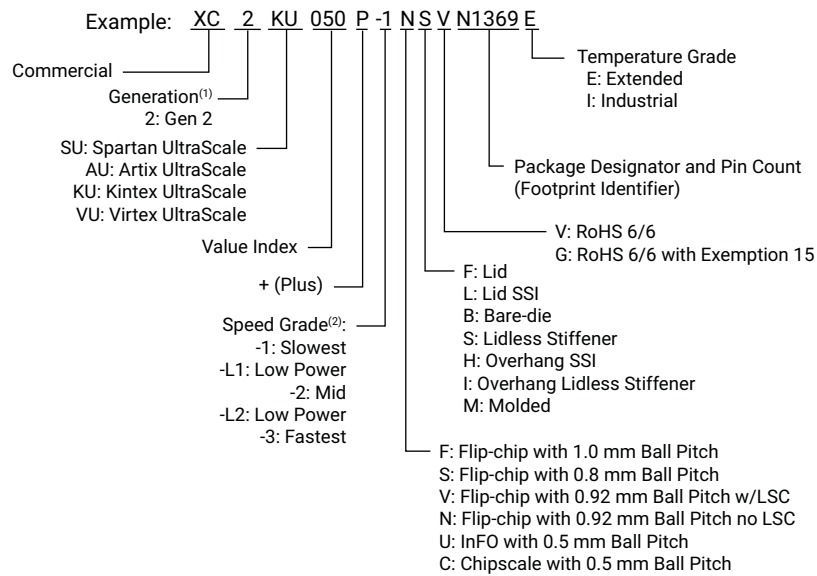 Example: XC 2 KU 050 P -1 N S V N1369 E
Temperature Grade
E: Extended
I: Industrial
Commercial
Generation(1)
2: Gen 2
SU: Spartan UltraScale
AU: Artix UltraScale
KU: Kintex UltraScale
VU: Virtex UltraScale
Package Designator and Pin Count
(Footprint Identifier)
Value Index
V: RoHS 6/6
G: RoHS 6/6 with Exemption 15
+ (Plus)
F: Lid
L: Lid SSI
B: Bare-die
S: Lidless Stiffener
H: Overhang SSI
I: Overhang Lidless Stiffener
M: Molded
Speed Grade(2):
-1: Slowest
-L1: Low Power
-2: Mid
-L2: Low Power
-3: Fastest
F: Flip-chip with 1.0 mm Ball Pitch
S: Flip-chip with 0.8 mm Ball Pitch
V: Flip-chip with 0.92 mm Ball Pitch w/LSC
N: Flip-chip with 0.92 mm Ball Pitch no LSC
U: InFO with 0.5 mm Ball Pitch
C: Chipscale with 0.5 mm Ball Pitch